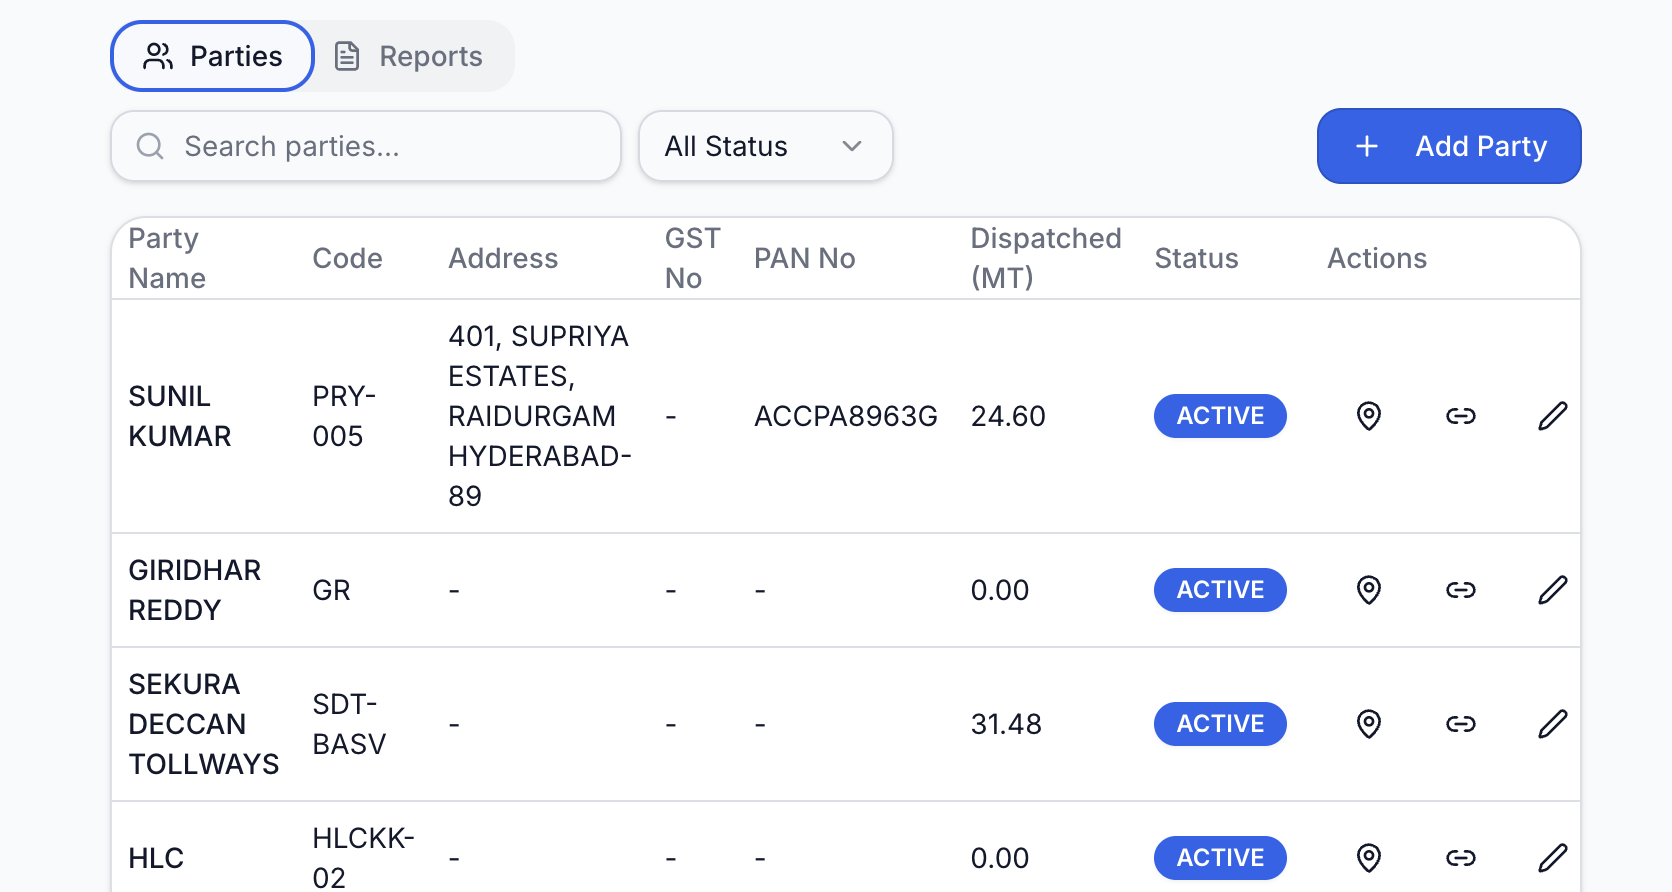 Parties
Reports
Search parties...
All Status
Add Party
Party
Name
Code
Address
GST
No
PAN No
Dispatched
(MT)
Status
Actions
SUNIL
KUMAR
PRY-
005
401, SUPRIYA
ESTATES,
RAIDURGAM
HYDERABAD-
89
-
ACCPA8963G
24.60
ACTIVE
GIRIDHAR
REDDY
GR
-
-
-
0.00
ACTIVE
SEKURA
DECCAN
TOLLWAYS
SDT-
BASV
-
-
-
31.48
ACTIVE
HLC
HLCKK-
02
-
-
-
0.00
ACTIVE